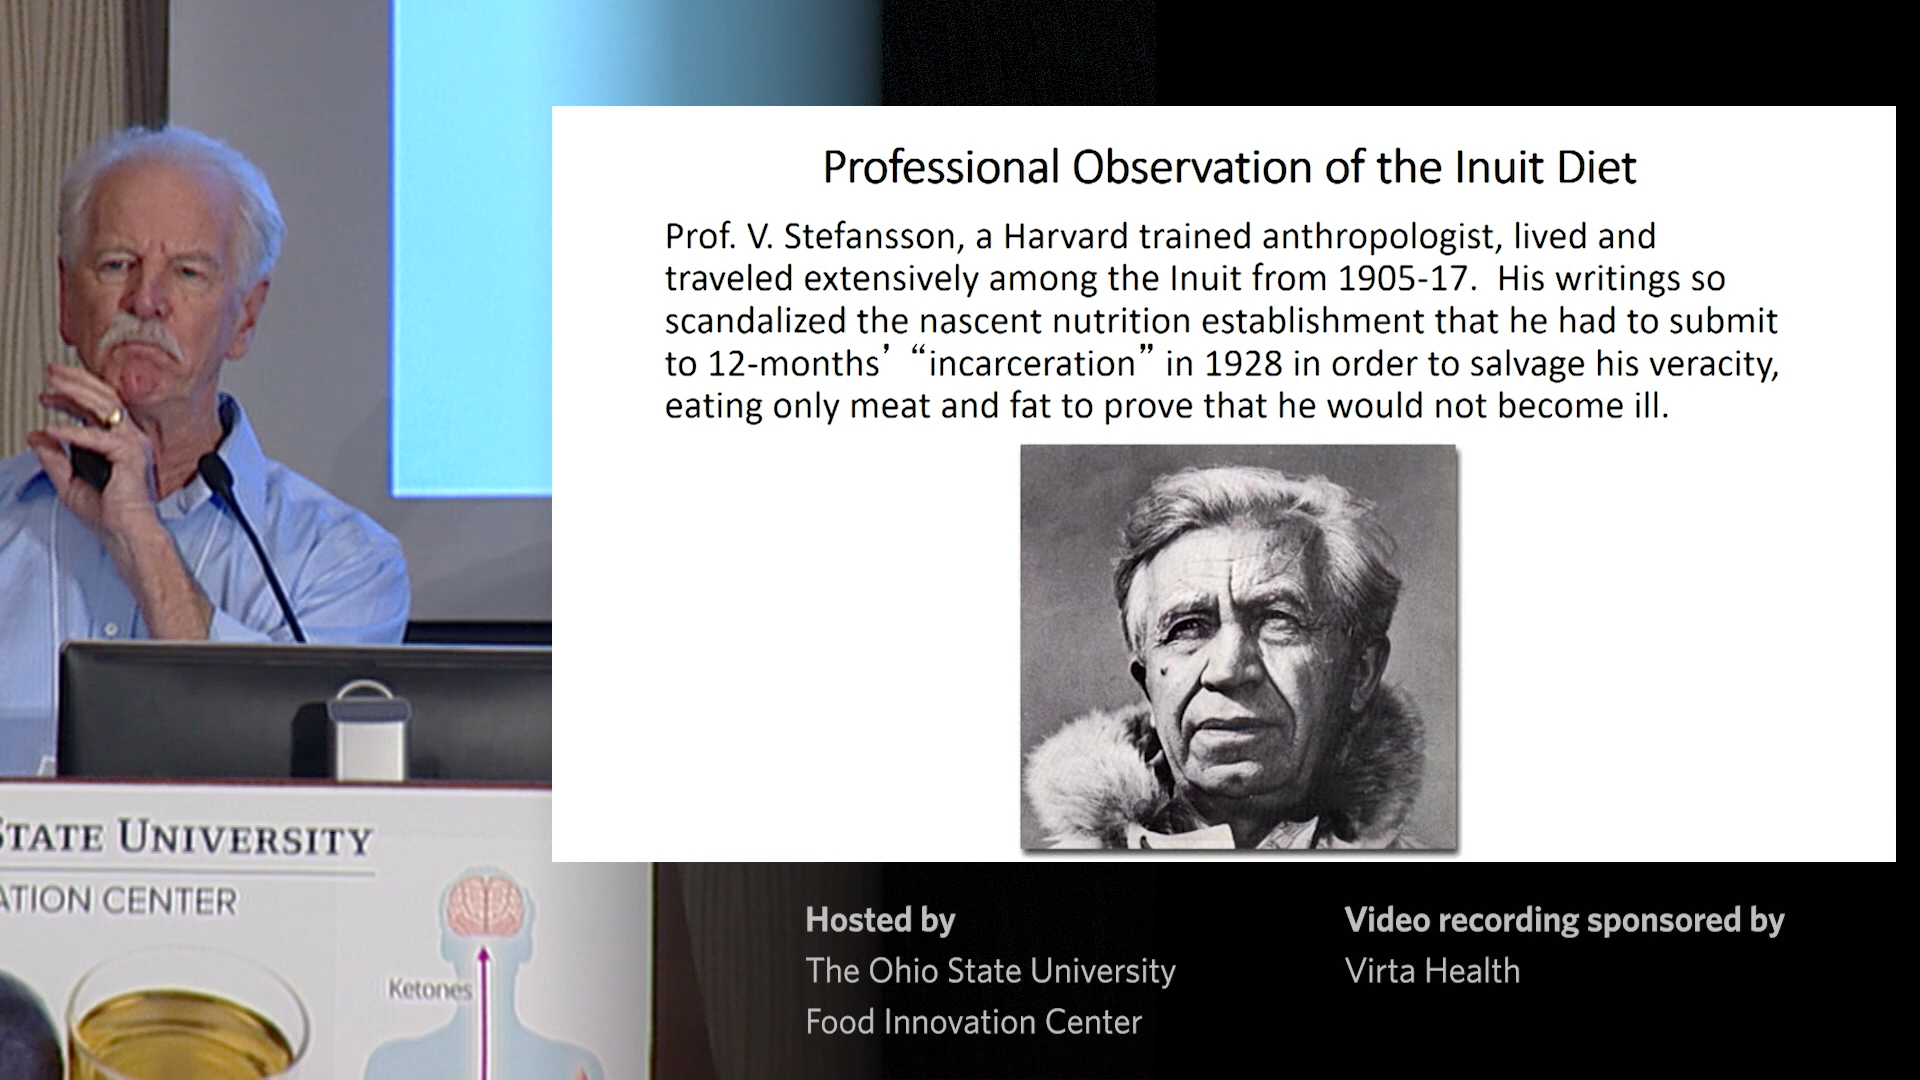 Professional Observation of the Inuit Diet
Prof. V. Stefansson, a Harvard trained anthropologist, lived and
traveled extensively among the Inuit from 1905-17.  His writings so
scandalized the nascent nutrition establishment that he had to submit
to 12-months’ “incarceration” in 1928 in order to salvage his veracity,
eating only meat and fat to prove that he would not become ill.
STATE UNIVERSITY
ATION CENTER
Ketones
Hosted by
The Ohio State University
Food Innovation Center
Video recording sponsored by
Virta Health